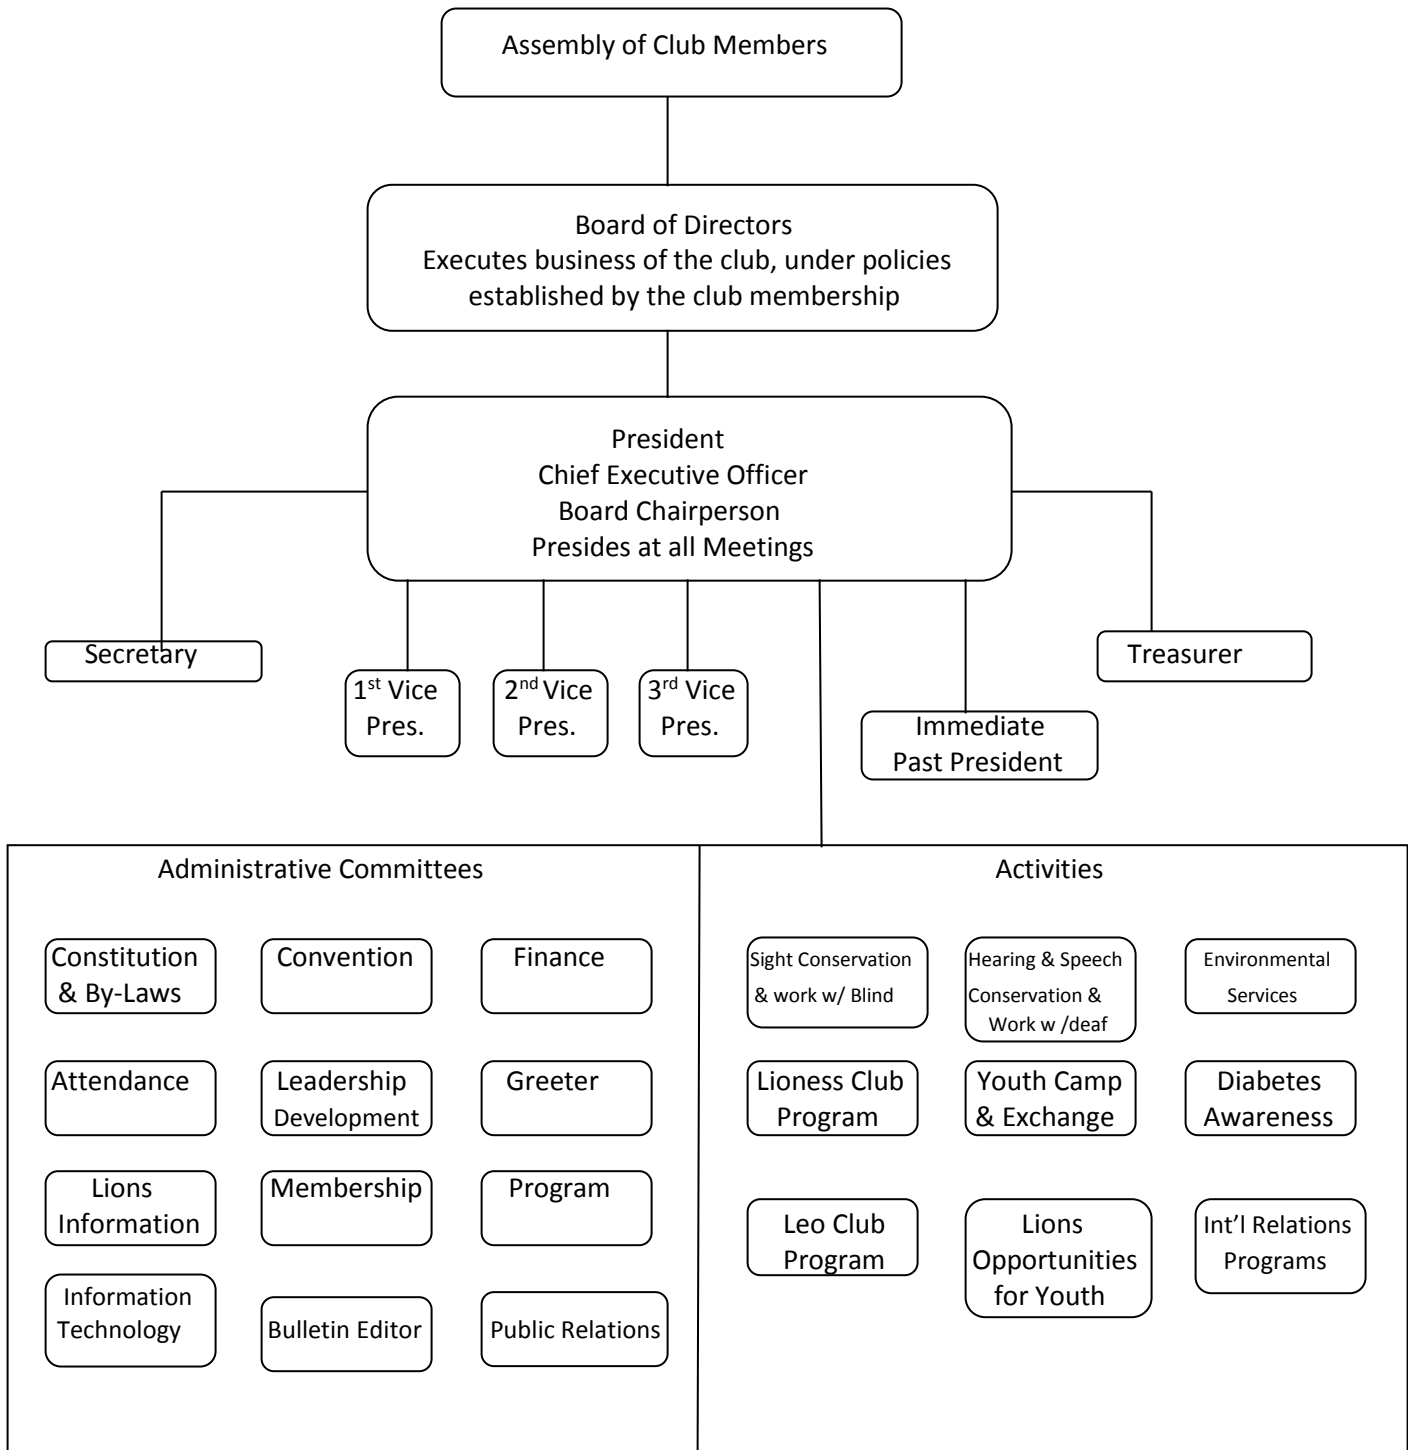 Assembly of Club Members
Board of Directors
Executes business of the club, under policies
established by the club membership
President
Chief Executive Officer
Board Chairperson
Presides at all Meetings
Secretary
Treasurer
1st Vice
Pres.
2nd Vice
Pres.
3rd Vice
Pres.
Immediate
Past President
Administrative Committees
Constitution
& By-Laws
Convention
Finance
Attendance
Leadership
Development
Greeter
Lions
Information
Membership
Program
Information
Technology
Bulletin Editor
Public Relations
Activities
Sight Conservation
& work w/ Blind
Hearing & Speech
Conservation &
Work w /deaf
Environmental
Services
Lioness Club
Program
Youth Camp
& Exchange
Diabetes
Awareness
Leo Club
Program
Lions
Opportunities
for Youth
Int’l Relations
Programs